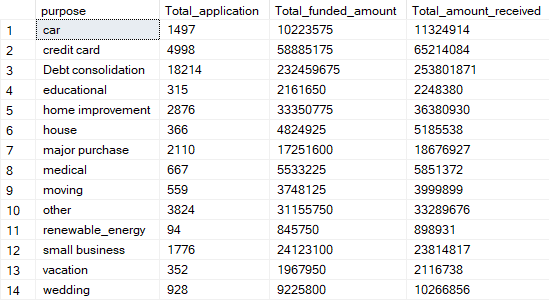 purpose Total_application Total_funded_amount Total_amount_received
1 car 1497 10223575 11324914
2 credit card 4998 58885175 65214084
3 Debt consolidation 18214 232459675 253801871
4 educational 315 2161650 2248380
5 home improvement 2876 33350775 36380930
6 house 366 4824925 5185538
7 major purchase 2110 17251600 18676927
8 medical 667 5533225 5851372
9 moving 559 3748125 3999899
10 other 3824 31155750 33289676
11 renewable_energy 94 845750 898931
12 small business 1776 24123100 23814817
13 vacation 352 1967950 2116738
14 wedding 928 9225800 10266856